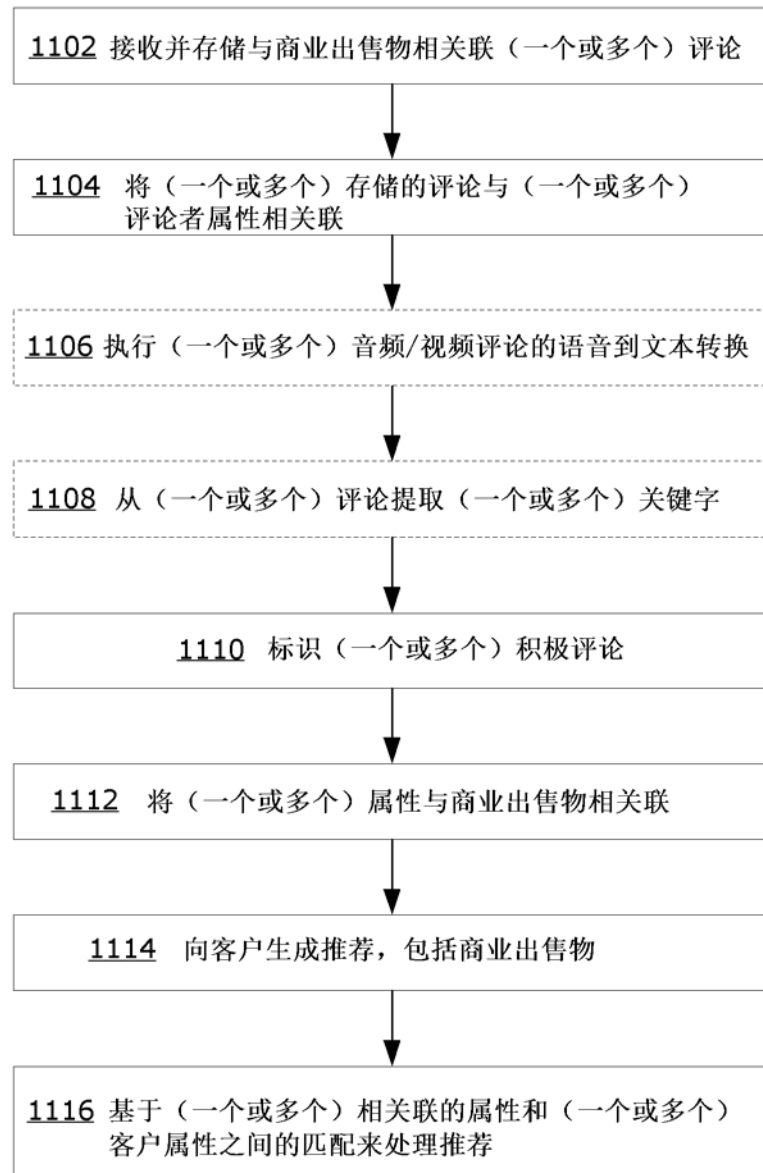 1102 接收并存储与商业出售物相关联（一个或多个）评论
1104 将（一个或多个）存储的评论与（一个或多个）
评论者属性相关联
1106 执行（一个或多个）音频/视频评论的语音到文本转换
1108 从（一个或多个）评论提取（一个或多个）关键字
1110 标识（一个或多个）积极评论
1112 将（一个或多个）属性与商业出售物相关联
1114 向客户生成推荐，包括商业出售物
1116 基于（一个或多个）相关联的属性和（一个或多个）
客户属性之间的匹配来处理推荐